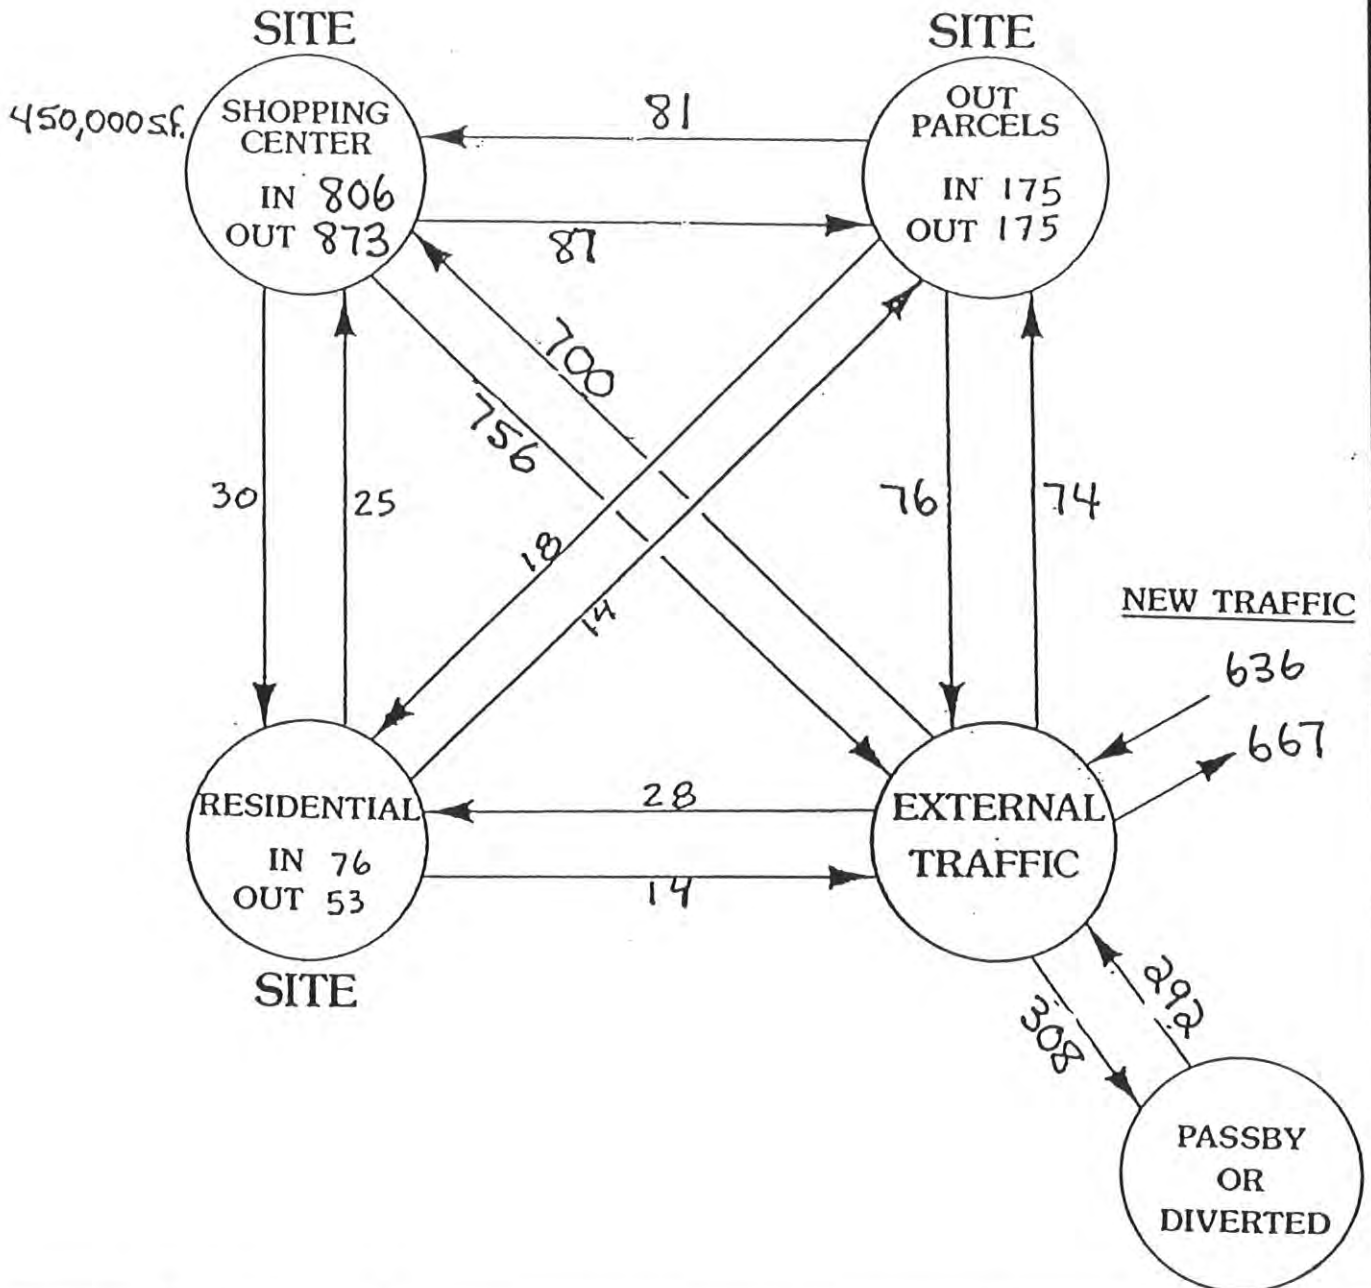 SITE
SITE
450,000 s.f.
SHOPPING
CENTER
IN 806
OUT 873
81
87
OUT
PARCELS
IN 175
OUT 175
700
756
30
25
18
14
76
74
NEW TRAFFIC
636
667
RESIDENTIAL
IN 76
OUT 53
SITE
28
14
EXTERNAL
TRAFFIC
308
292
PASSBY
OR
DIVERTED